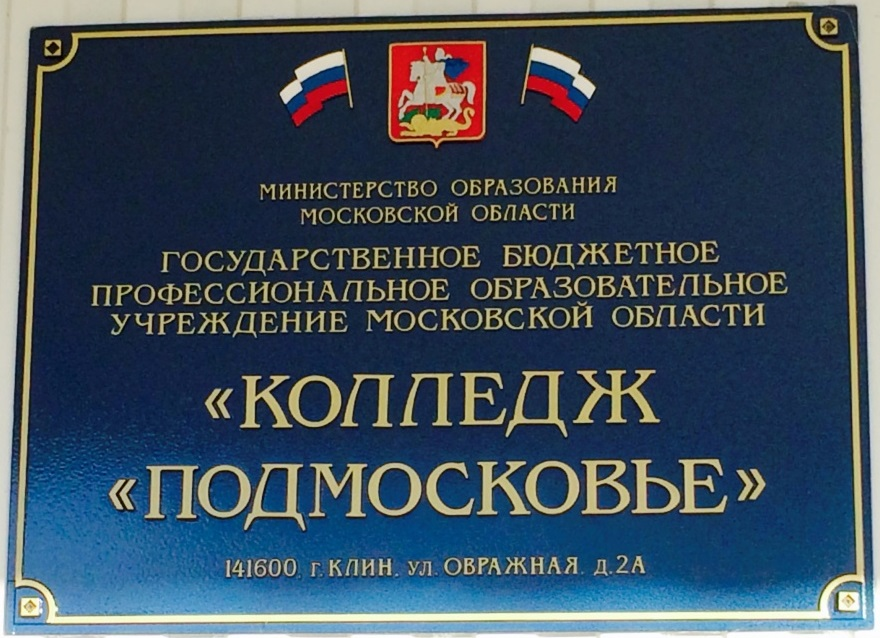 МИНИСТЕРСТВО ОБРАЗОВАНИЯ
МОСКОВСКОЙ ОБЛАСТИ
ГОСУДАРСТВЕННОЕ БЮДЖЕТНОЕ
ПРОФЕССИОНАЛЬНОЕ ОБРАЗОВАТЕЛЬНОЕ
УЧРЕЖДЕНИЕ МОСКОВСКОЙ ОБЛАСТИ
«КОЛЛЕДЖ
«ПОДМОСКОВЬЕ»
141600, г. КЛИН, ул. ОВРАЖНАЯ, д.2А